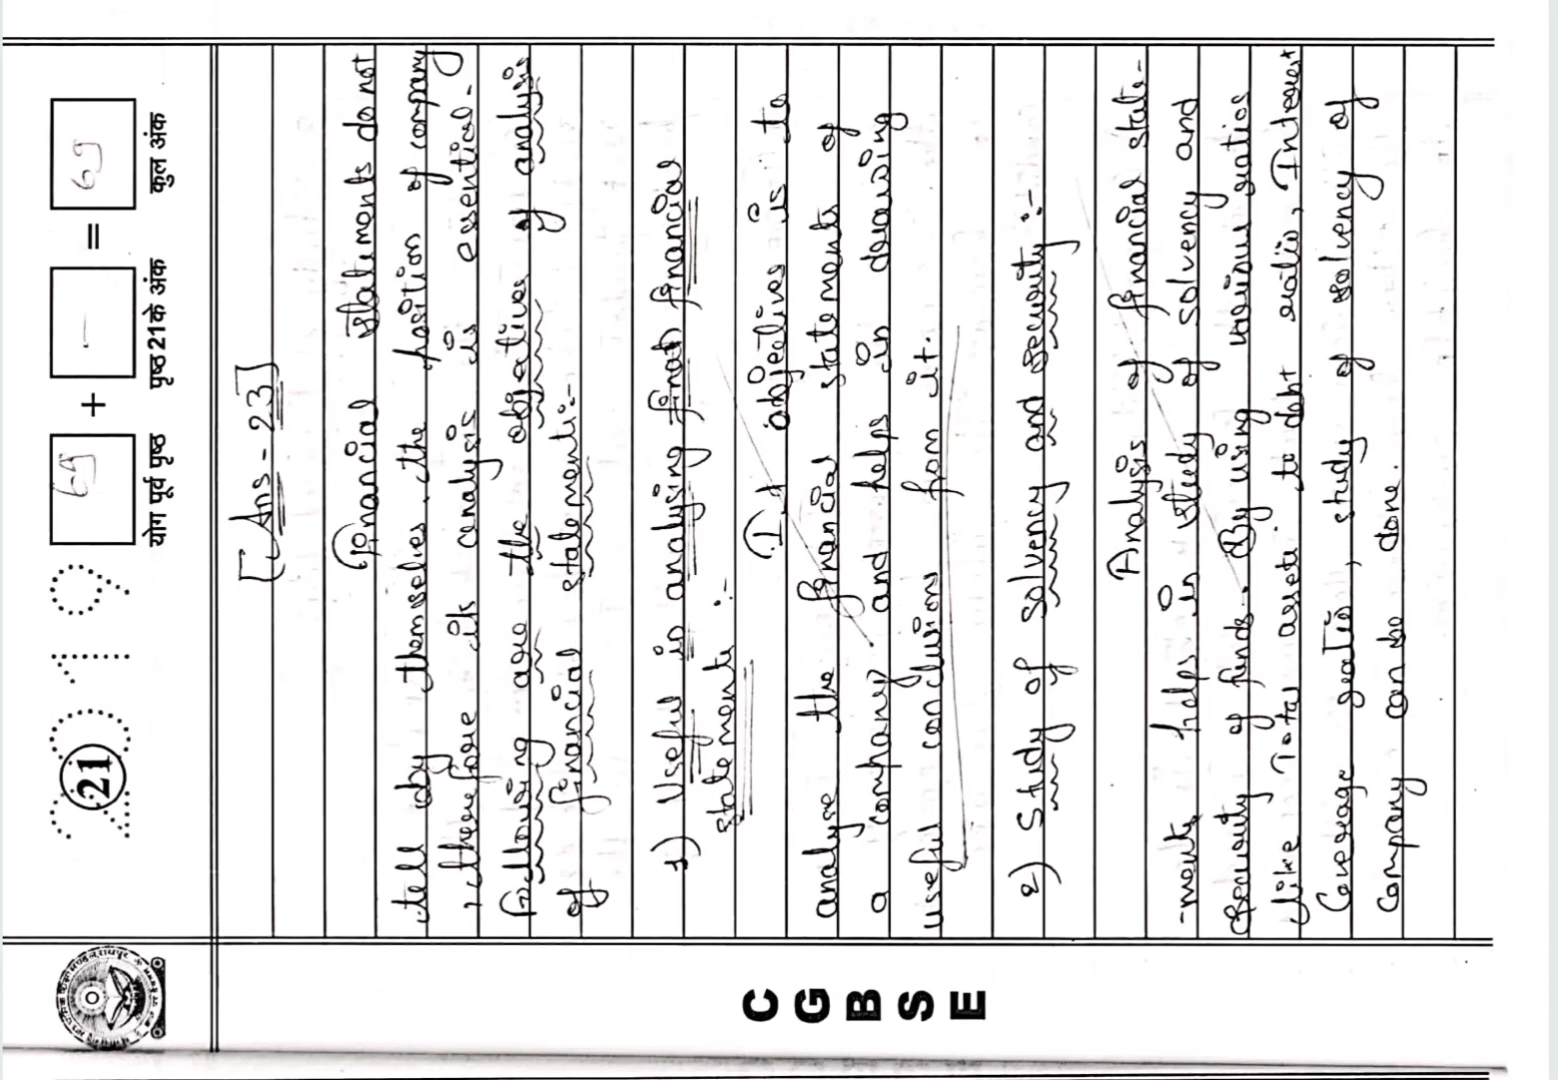 2019
21
69 + — = 69
योग पूर्व पृष्ठ पृष्ठ 21 के अंक कुल अंक
[Ans - 23]
Financial statements do not
tell by themselves the position of company
, therefore its analysis is essential.
Following are the objectives of analysis
of financial statements:-
1) Useful in analysing final financial
statements :-
It objectives is to
analyse the financial statements of
a company and helps in drawing
useful conclusions from it.
2) Study of solvency and security:-
Analysis of financial state-
-ments helps in study of solvency and
security of funds. By using various ratios
like Total assets to debt ratio, Interest
Coverage ratio, study of solvency of
Company can be done.
CGBSE